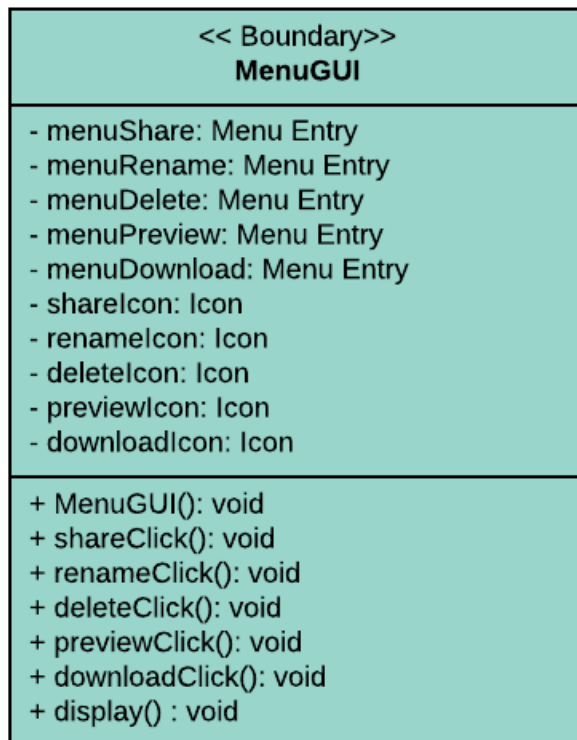 << Boundary>>
MenuGUI
- menuShare: Menu Entry
- menuRename: Menu Entry
- menuDelete: Menu Entry
- menuPreview: Menu Entry
- menuDownload: Menu Entry
- shareIcon: Icon
- renameIcon: Icon
- deleteIcon: Icon
- previewIcon: Icon
- downloadIcon: Icon
+ MenuGUI(): void
+ shareClick(): void
+ renameClick(): void
+ deleteClick(): void
+ previewClick(): void
+ downloadClick(): void
+ display() : void